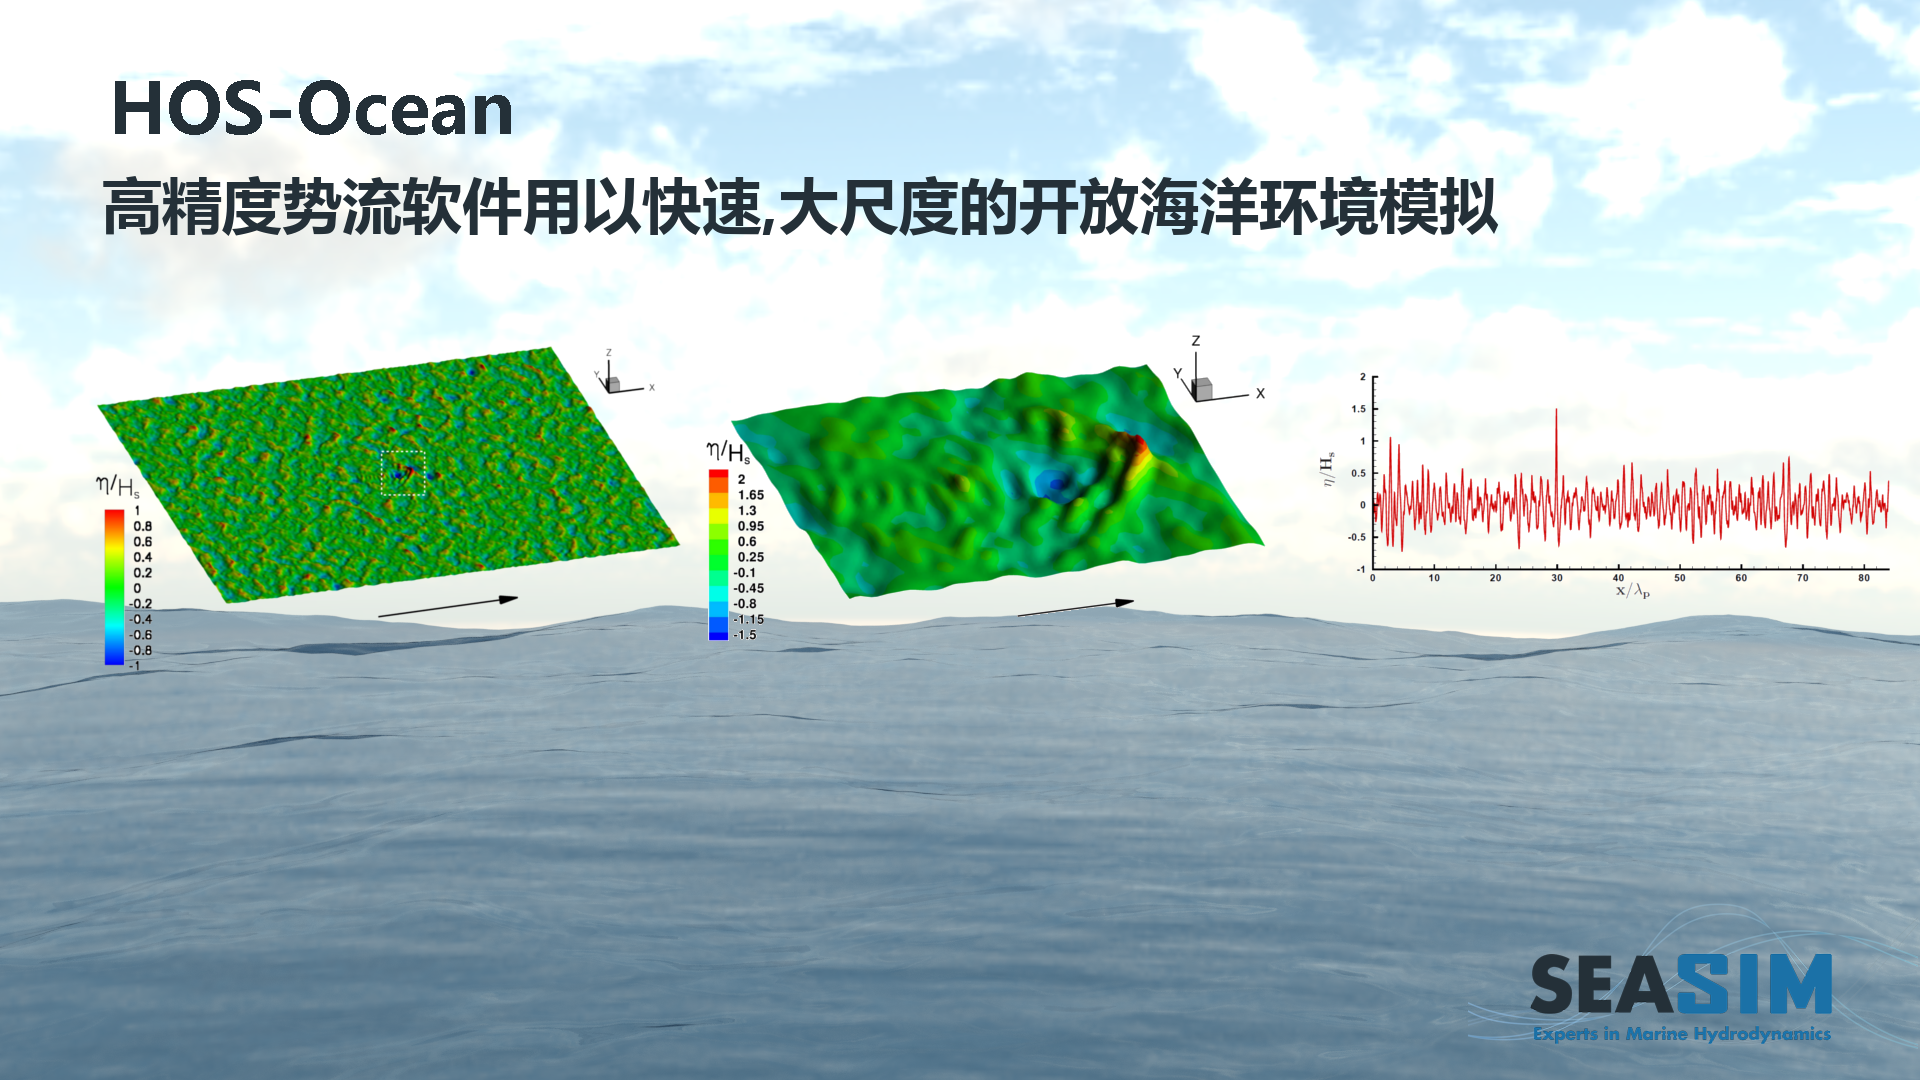 HOS-Ocean
高精度势流软件用以快速,大尺度的开放海洋环境模拟
Z
Y
X
η/Hs
1
0.8
0.6
0.4
0.2
0
-0.2
-0.4
-0.6
-0.8
-1
Z
Y
X
η/Hs
2
1.65
1.3
0.95
0.6
0.25
-0.1
-0.45
-0.8
-1.15
-1.5
η/Hs
2
1.5
1
0.5
0
-0.5
-1
0 10 20 30 40 50 60 70 80
x/λp
SEASIM
Experts in Marine Hydrodynamics